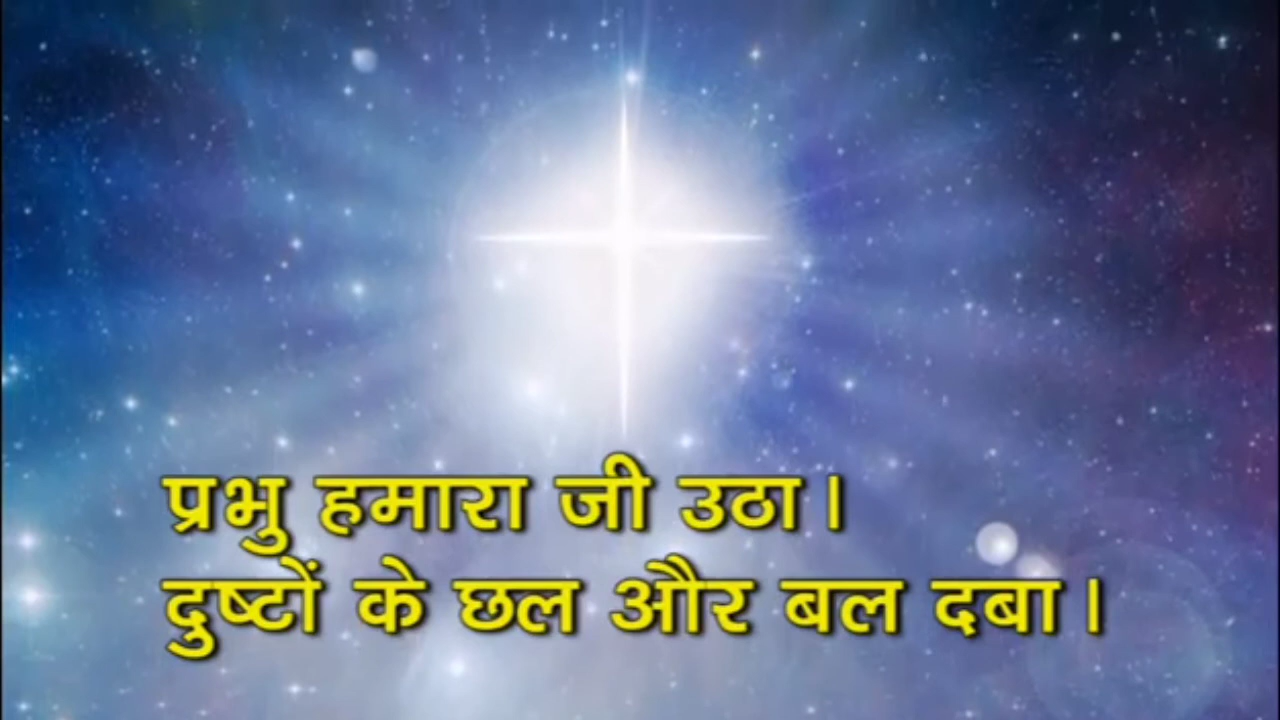 प्रभु हमारा जी उठा।
दुष्टों के छल और बल दबा।